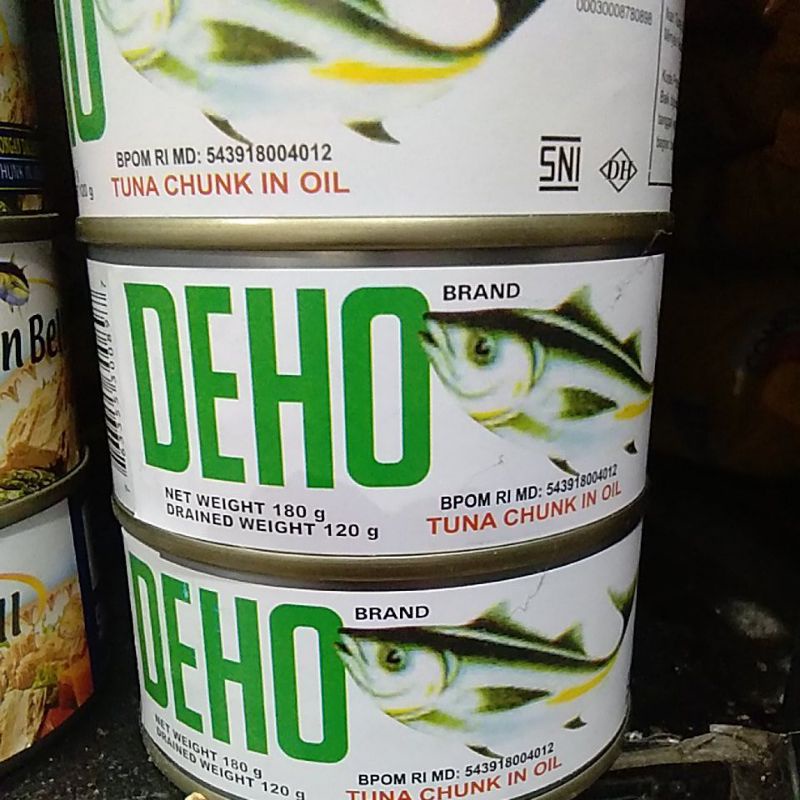 BPOM RI MD: 543918004012
TUNA CHUNK IN OIL
SNI
DH
DEHO
BRAND
NET WEIGHT 180 g
DRAINED WEIGHT 120 g
BPOM RI MD: 543918004012
TUNA CHUNK IN OIL
DEHO
BRAND
NET WEIGHT 180 g
DRAINED WEIGHT 120 g
BPOM RI MD: 543918004012
TUNA CHUNK IN OIL